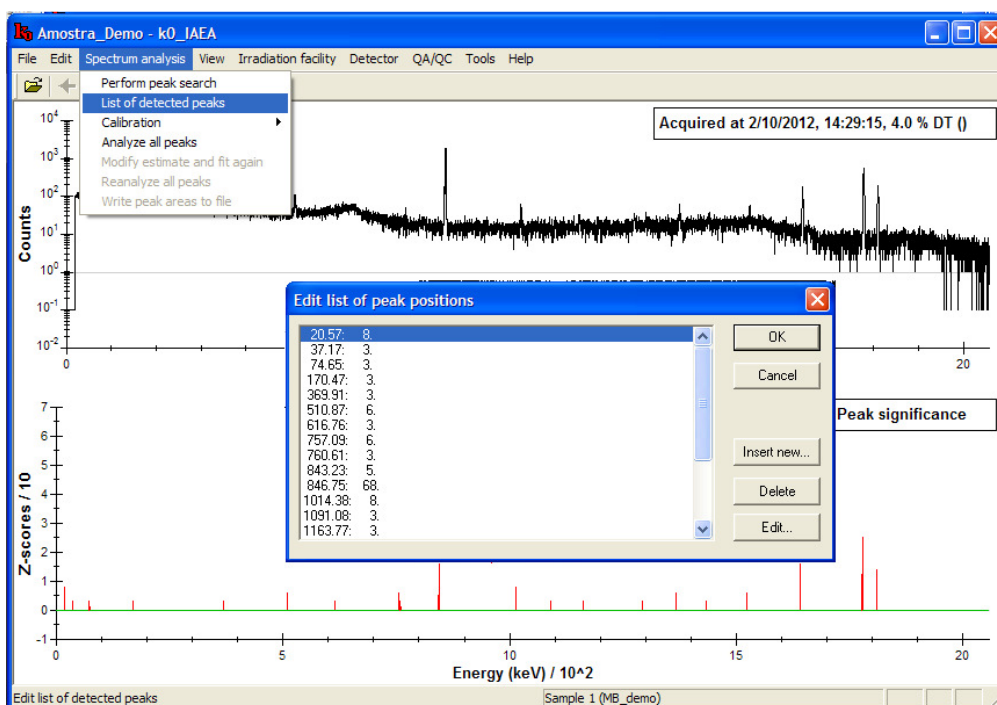 Amostra_Demo - k0_IAEA
File Edit Spectrum analysis View Irradiation facility Detector QA/QC Tools Help
Perform peak search
List of detected peaks
Calibration
Analyze all peaks
Modify estimate and fit again
Reanalyze all peaks
Write peak areas to file
Acquired at 2/10/2012, 14:29:15, 4.0 % DT ()
10^4
10^3
10^2
10^1
10^0
10^-1
10^-2
Counts
0
20
Edit list of peak positions
20.57: 8.
37.17: 3.
74.65: 3.
170.47: 3.
369.91: 3.
510.87: 6.
616.76: 3.
757.09: 6.
760.61: 3.
843.23: 5.
846.75: 68.
1014.38: 8.
1091.08: 3.
1163.77: 3.
OK
Cancel
Insert new...
Delete
Edit...
Peak significance
7
6
5
4
3
2
1
0
-1
Z-scores / 10
0 5 10 15 20
Energy (keV) / 10^2
Edit list of detected peaks
Sample 1 (MB_demo)